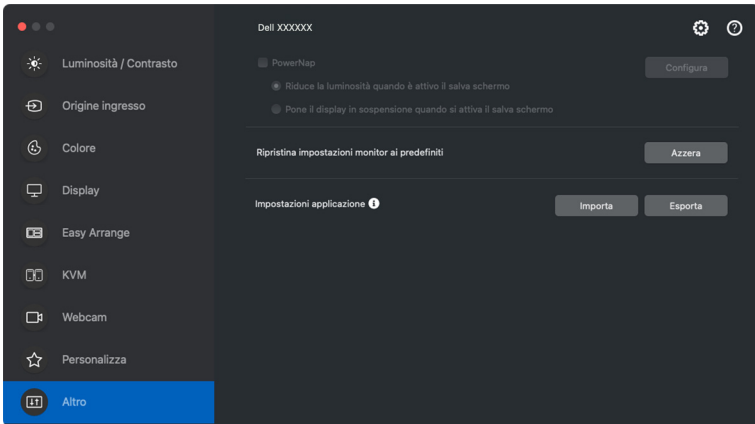 Dell XXXXXX
Luminosità / Contrasto
Origine ingresso
Colore
Display
Easy Arrange
KVM
Webcam
Personalizza
Altro
PowerNap
Configura
Riduce la luminosità quando è attivo il salva schermo
Pone il display in sospensione quando si attiva il salva schermo
Ripristina impostazioni monitor ai predefiniti
Azzera
Impostazioni applicazione
Importa
Esporta